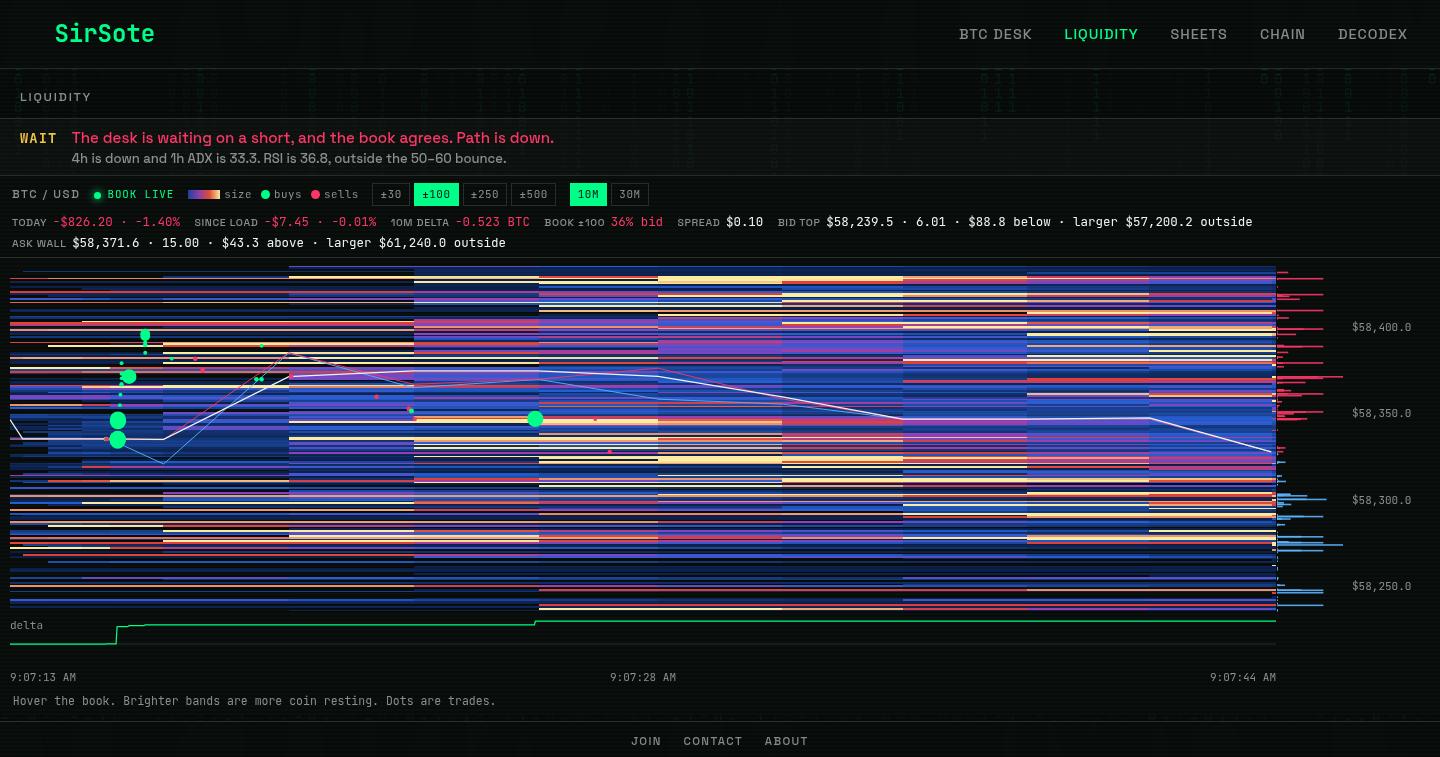 SirSote
BTC DESK LIQUIDITY SHEETS CHAIN DECODEX
LIQUIDITY
WAIT The desk is waiting on a short, and the book agrees. Path is down.
4h is down and 1h ADX is 33.3. RSI is 36.8, outside the 50–60 bounce.
BTC / USD BOOK LIVE size buys sells ±30 ±100 ±250 ±500 10M 30M
TODAY -$826.20 · -1.40% SINCE LOAD -$7.45 · -0.01% 10M DELTA -0.523 BTC BOOK ±100 36% bid SPREAD $0.10 BID TOP $58,239.5 · 6.01 · $88.8 below · larger $57,200.2 outside
ASK WALL $58,371.6 · 15.00 · $43.3 above · larger $61,240.0 outside
$58,400.0
$58,350.0
$58,300.0
$58,250.0
delta
9:07:13 AM 9:07:28 AM 9:07:44 AM
Hover the book. Brighter bands are more coin resting. Dots are trades.
JOIN CONTACT ABOUT